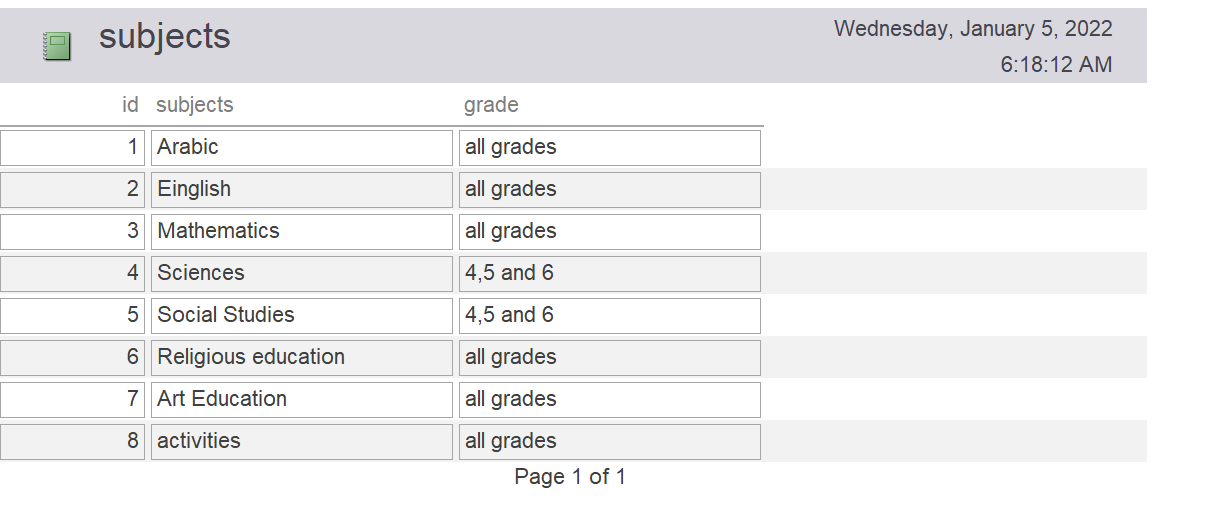 subjects
Wednesday, January 5, 2022
6:18:12 AM
id subjects grade
1 Arabic all grades
2 Einglish all grades
3 Mathematics all grades
4 Sciences 4,5 and 6
5 Social Studies 4,5 and 6
6 Religious education all grades
7 Art Education all grades
8 activities all grades
Page 1 of 1